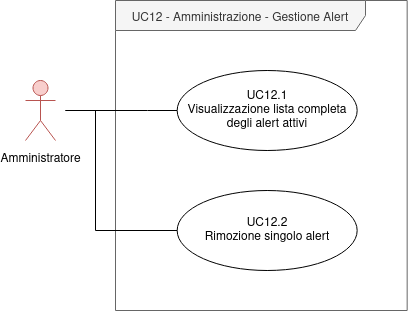 UC12 - Amministrazione - Gestione Alert
UC12.1
Visualizzazione lista completa
degli alert attivi
Amministratore
UC12.2
Rimozione singolo alert